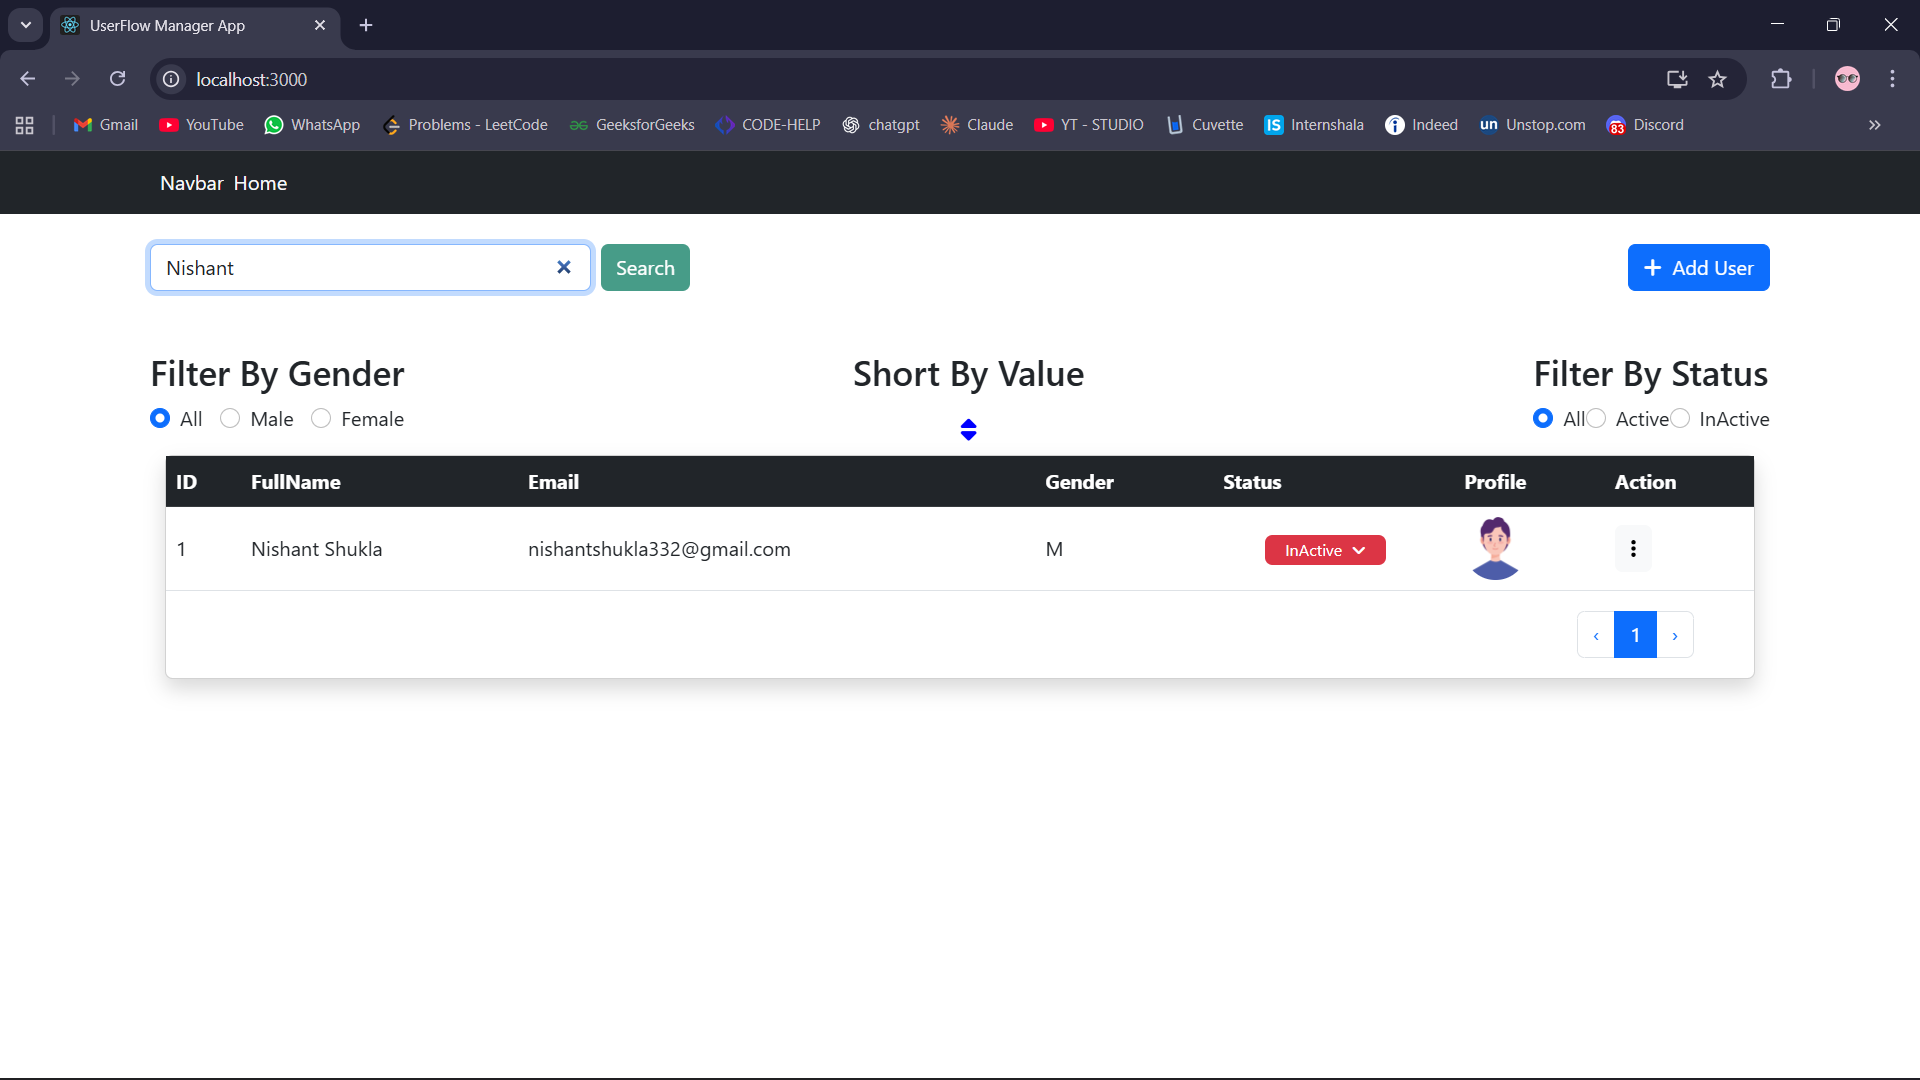 UserFlow Manager App
localhost:3000
Gmail YouTube WhatsApp Problems - LeetCode GeeksforGeeks CODE-HELP chatgpt Claude YT - STUDIO Cuvette IS Internshala Indeed un Unstop.com 83 Discord
Navbar Home
Nishant Search Add User
Filter By Gender Short By Value Filter By Status
All Male Female All Active InActive
ID FullName Email Gender Status Profile Action
1 Nishant Shukla nishantshukla332@gmail.com M InActive
‹ 1 ›